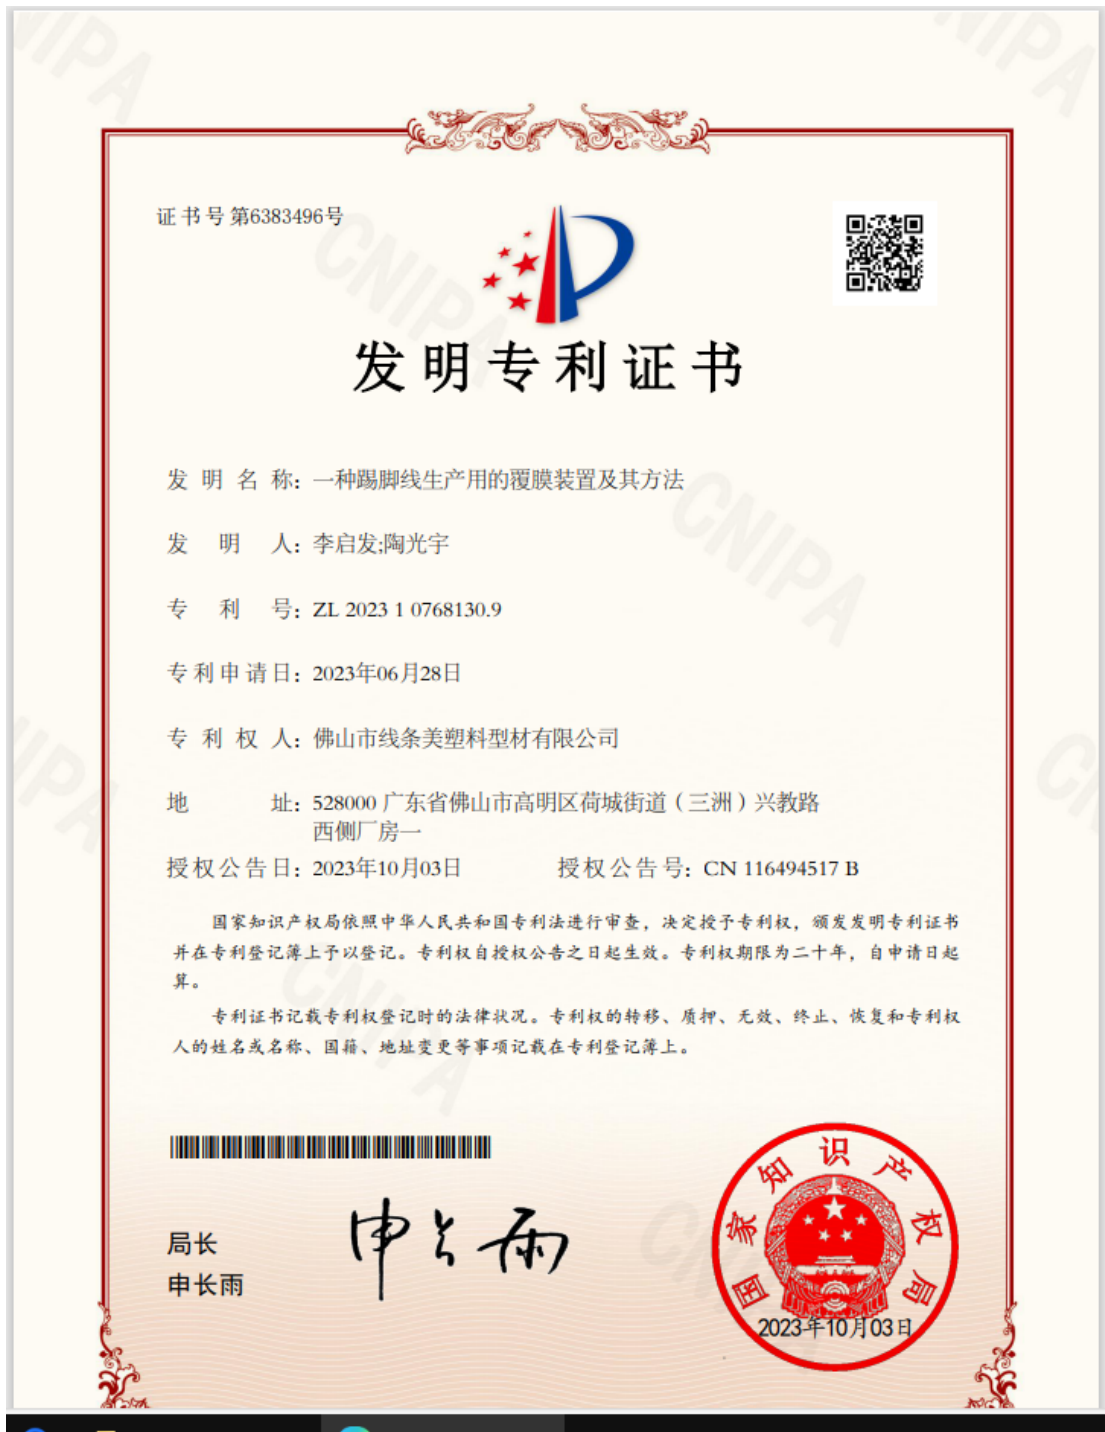 证书号第6383496号
发明专利证书
发明名称：一种踢脚线生产用的覆膜装置及其方法
发明人：李启发;陶光宇
专利号：ZL 2023 1 0768130.9
专利申请日：2023年06月28日
专利权人：佛山市线条美塑料型材有限公司
地址：528000 广东省佛山市高明区荷城街道（三洲）兴教路
西侧厂房一
授权公告日：2023年10月03日 授权公告号：CN 116494517 B
国家知识产权局依照中华人民共和国专利法进行审查，决定授予专利权，颁发发明专利证书
并在专利登记簿上予以登记。专利权自授权公告之日起生效。专利权期限为二十年，自申请日起
算。
专利证书记载专利权登记时的法律状况。专利权的转移、质押、无效、终止、恢复和专利权
人的姓名或名称、国籍、地址变更等事项记载在专利登记簿上。
局长
申长雨
申长雨
国家知识产权局
2023年10月03日
CNIPA
CNIPA
CNIPA
CNIPA
CNIPA